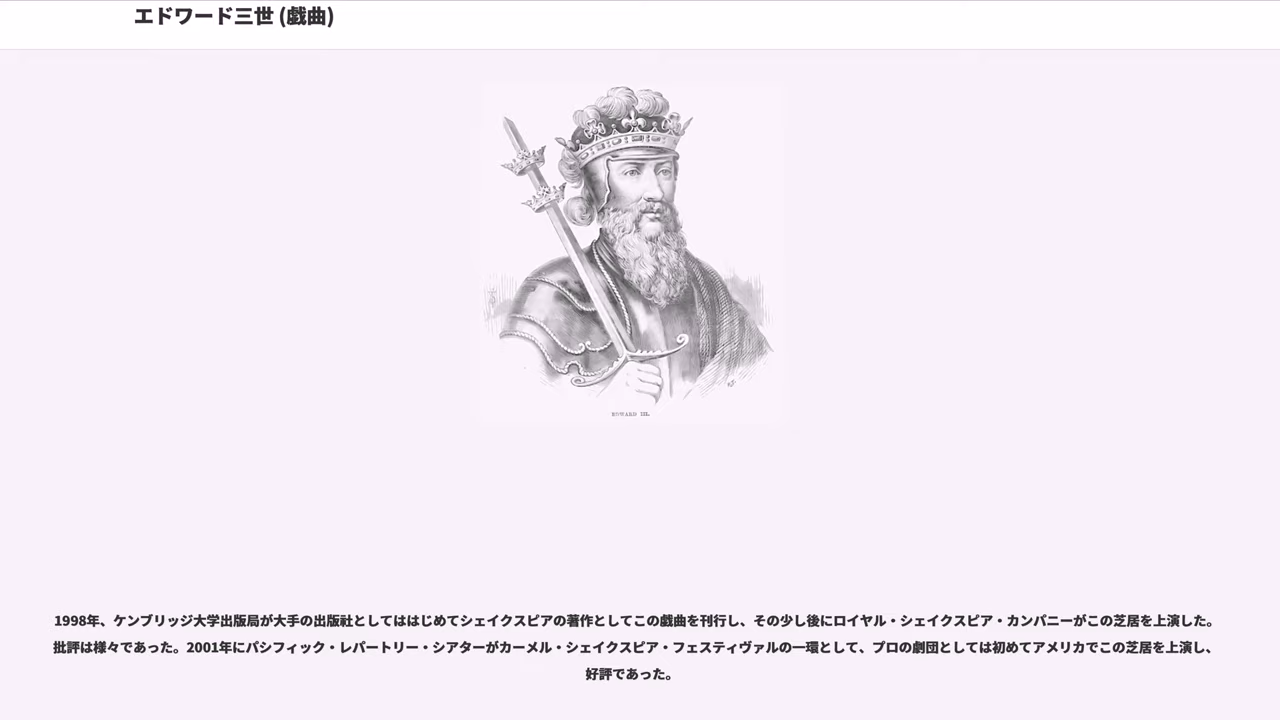 エドワード三世 (戯曲)
EDWARD III.
1998年、ケンブリッジ大学出版局が大手の出版社としてははじめてシェイクスピアの著作としてこの戯曲を刊行し、その少し後にロイヤル・シェイクスピア・カンパニーがこの芝居を上演した。
批評は様々であった。2001年にパシフィック・レパートリー・シアターがカーメル・シェイクスピア・フェスティヴァルの一環として、プロの劇団としては初めてアメリカでこの芝居を上演し、
好評であった。